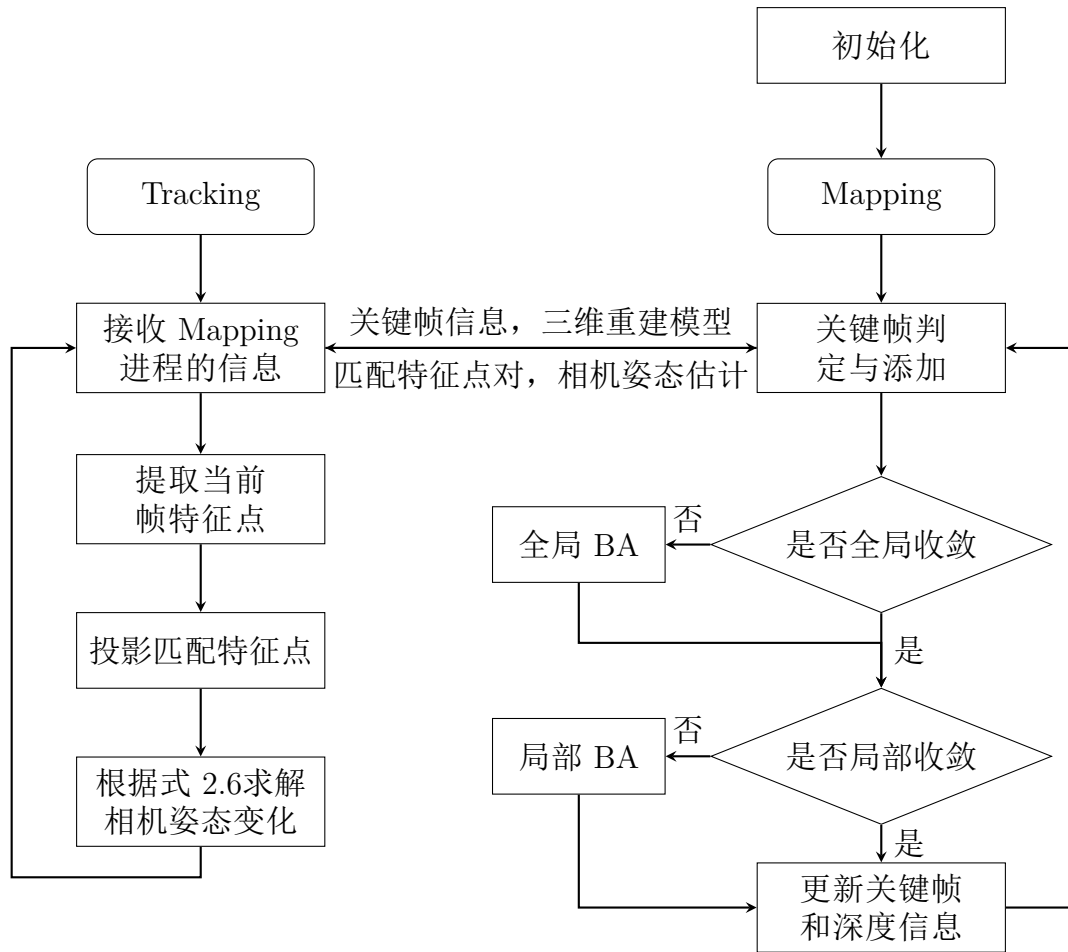 初始化
Tracking
Mapping
接收 Mapping
进程的信息
关键帧信息，三维重建模型
匹配特征点对，相机姿态估计
关键帧判
定与添加
提取当前
帧特征点
全局 BA
否
是否全局收敛
投影匹配特征点
是
局部 BA
否
是否局部收敛
根据式 2.6求解
相机姿态变化
是
更新关键帧
和深度信息